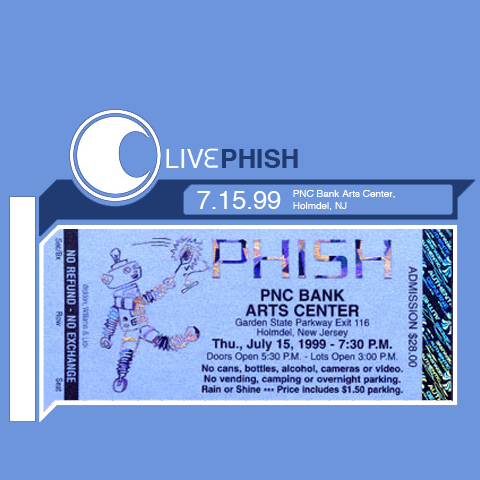 LIVEPHISH
7.15.99
PNC Bank Arts Center,
Holmdel, NJ
Sec/Bx
Row
Seat
NO REFUND - NO EXCHANGE
Weldon, Williams & Lick
PHISH
PNC BANK
ARTS CENTER
Garden State Parkway Exit 116
Holmdel, New Jersey
Thu., July 15, 1999 - 7:30 P.M.
Doors Open 5:30 P.M. - Lots Open 3:00 P.M.
No cans, bottles, alcohol, cameras or video.
No vending, camping or overnight parking.
Rain or Shine ••• Price includes $1.50 parking.
ADMISSION $28.00